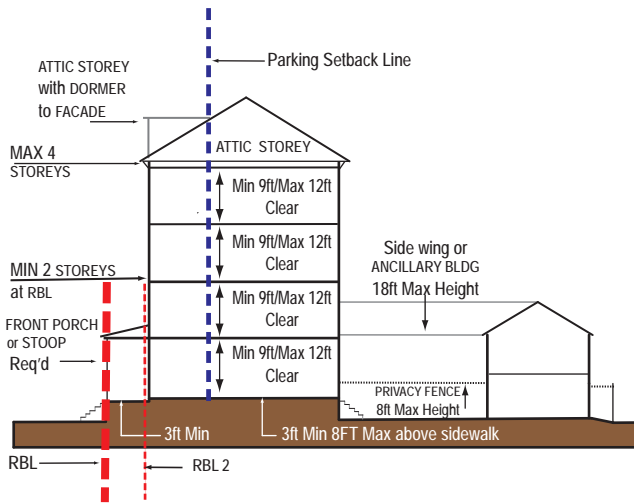 Parking Setback Line
ATTIC STOREY
with DORMER
to FACADE
ATTIC STOREY
MAX 4
STOREYS
Min 9ft/Max 12ft
Clear
Min 9ft/Max 12ft
Clear
MIN 2 STOREYS
at RBL
Side wing or
ANCILLARY BLDG
18ft Max Height
Min 9ft/Max 12ft
Clear
FRONT PORCH
or STOOP
Req'd
Min 9ft/Max 12ft
Clear
PRIVACY FENCE
8ft Max Height
3ft Min
3ft Min 8FT Max above sidewalk
RBL
RBL 2